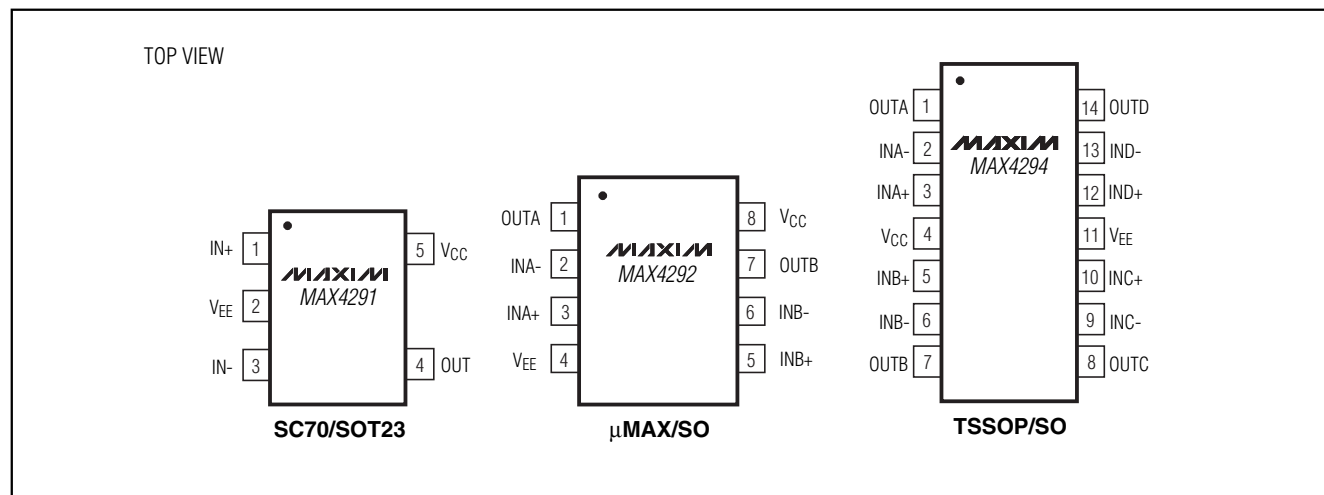 TOP VIEW
IN+ 1
VEE 2
IN- 3
5 VCC
4 OUT
MAXIM
MAX4291
SC70/SOT23
OUTA 1
INA- 2
INA+ 3
VEE 4
8 VCC
7 OUTB
6 INB-
5 INB+
MAXIM
MAX4292
μMAX/SO
OUTA 1
INA- 2
INA+ 3
VCC 4
INB+ 5
INB- 6
OUTB 7
14 OUTD
13 IND-
12 IND+
11 VEE
10 INC+
9 INC-
8 OUTC
MAXIM
MAX4294
TSSOP/SO